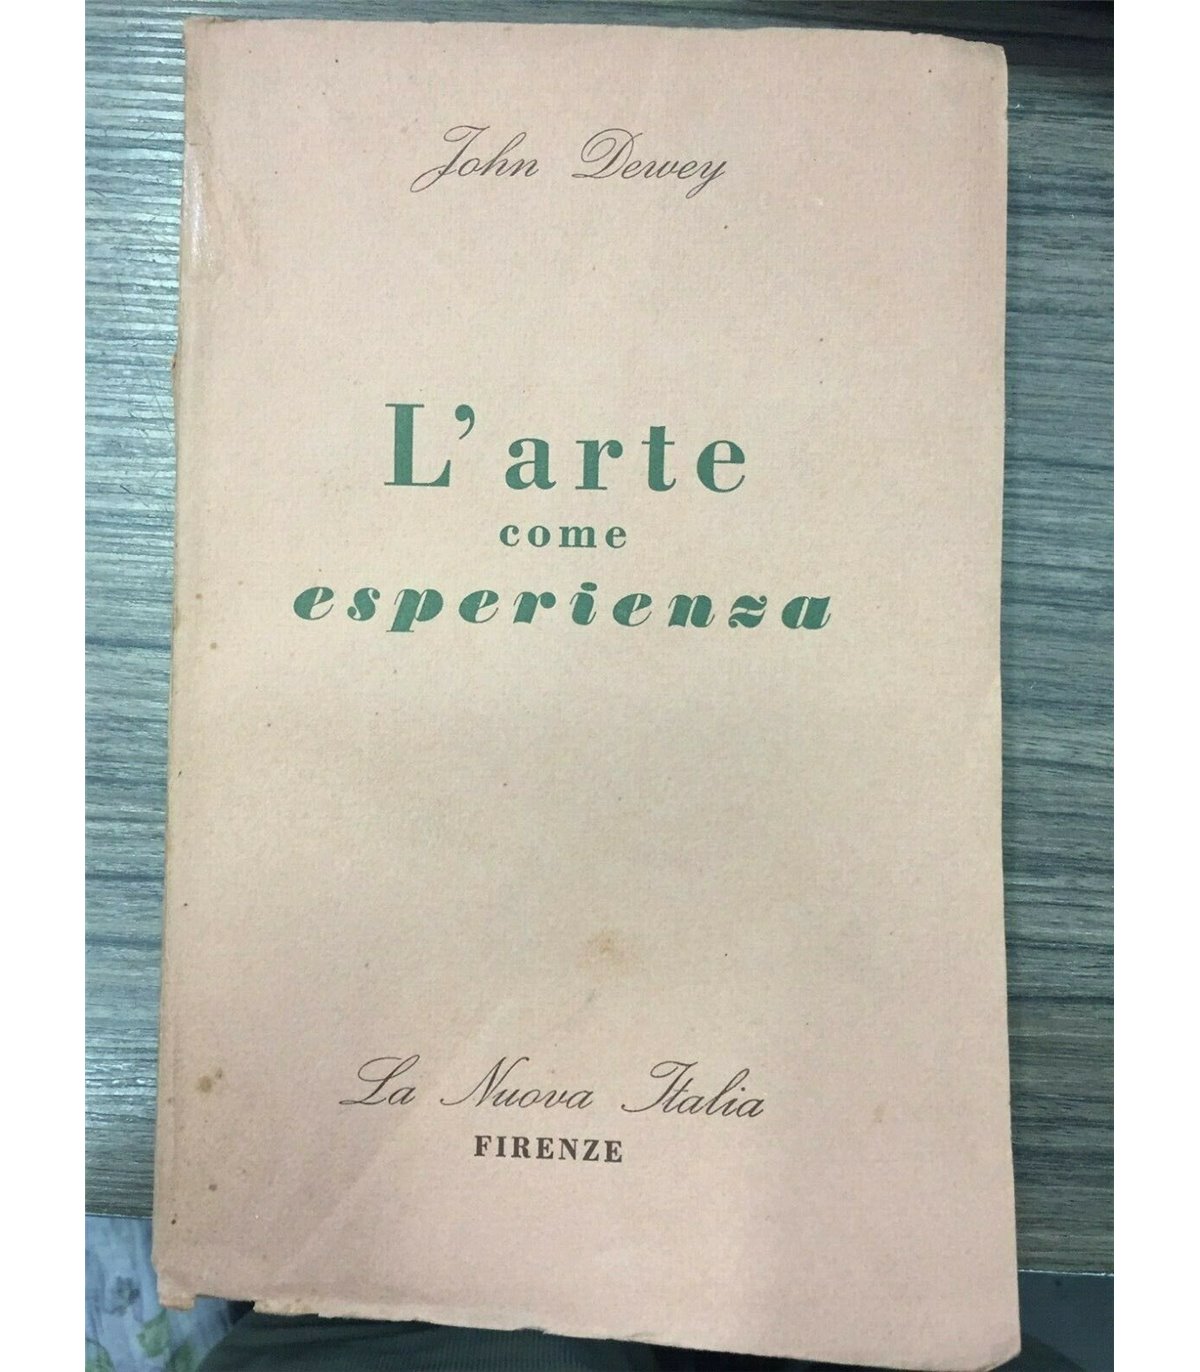 John Dewey
L'arte
come
esperienza
La Nuova Italia
FIRENZE